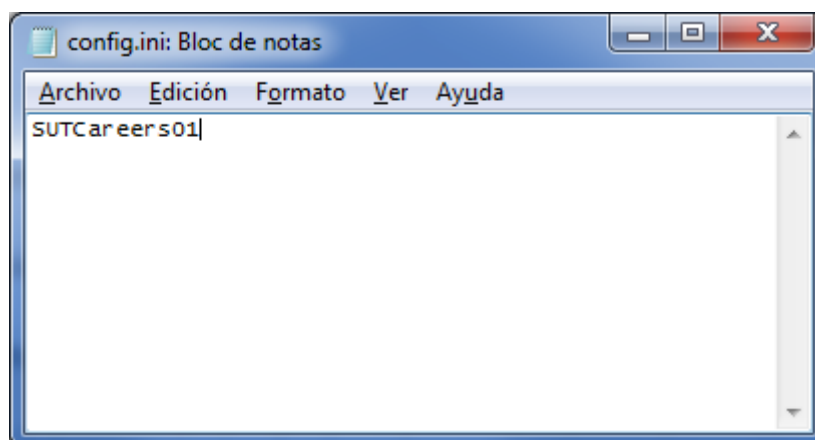 config.ini: Bloc de notas
Archivo Edición Formato Ver Ayuda
SUTCareers01